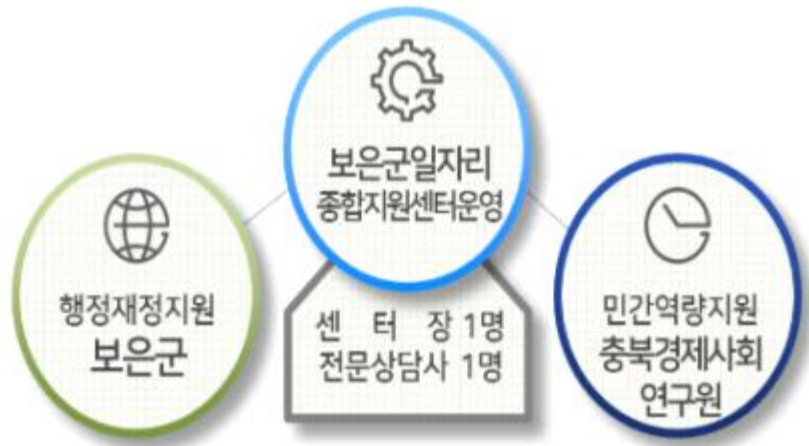 보은군일자리
종합지원센터운영
행정재정지원
보은군
센 터 장 1명
전문상담사 1명
민간역량지원
충북경제사회
연구원